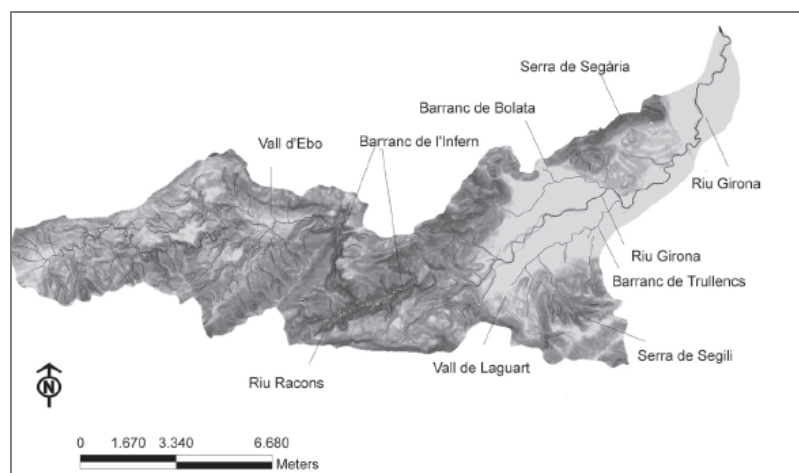 Serra de Segària
Barranc de Bolata
Vall d'Ebo
Barranc de l'Infern
Riu Girona
Riu Girona
Barranc de Trullencs
Serra de Segili
Vall de Laguart
Riu Racons
N
0 1.670 3.340 6.680
Meters